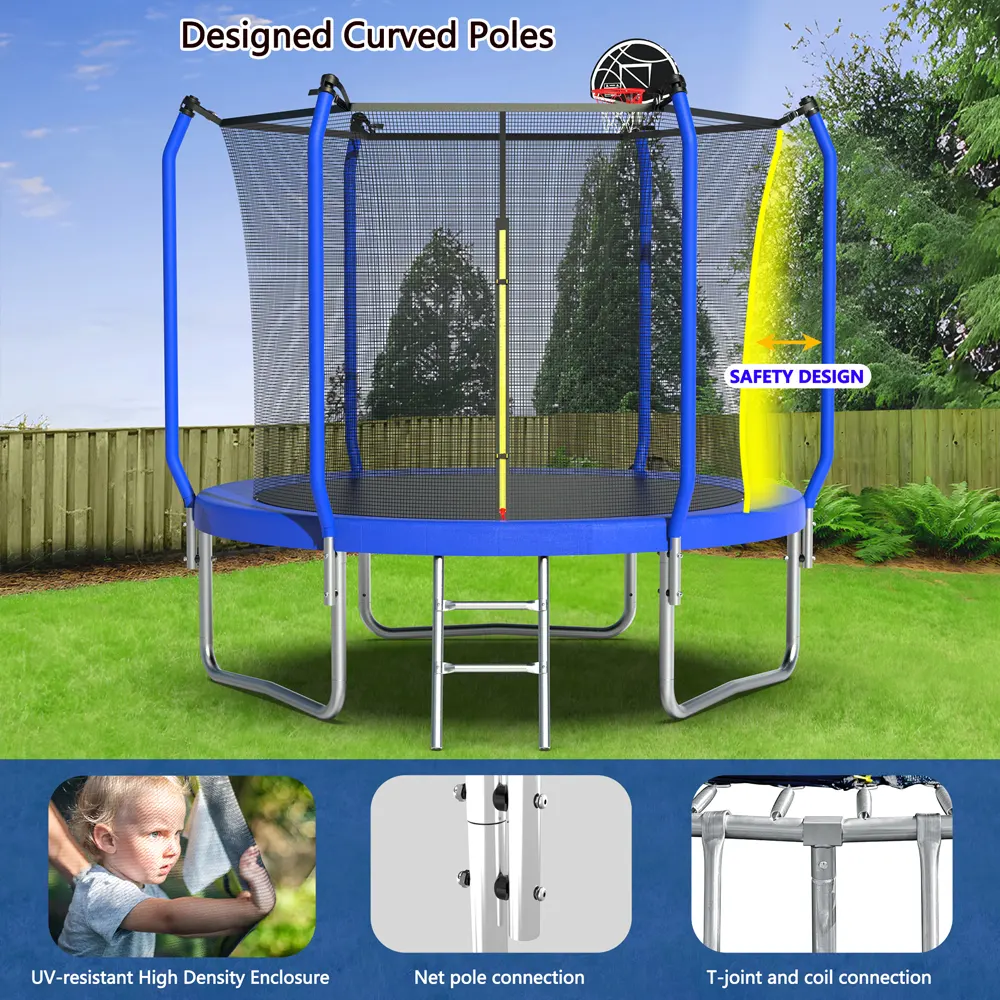 Designed Curved Poles
SAFETY DESIGN
UV-resistant High Density Enclosure
Net pole connection
T-joint and coil connection